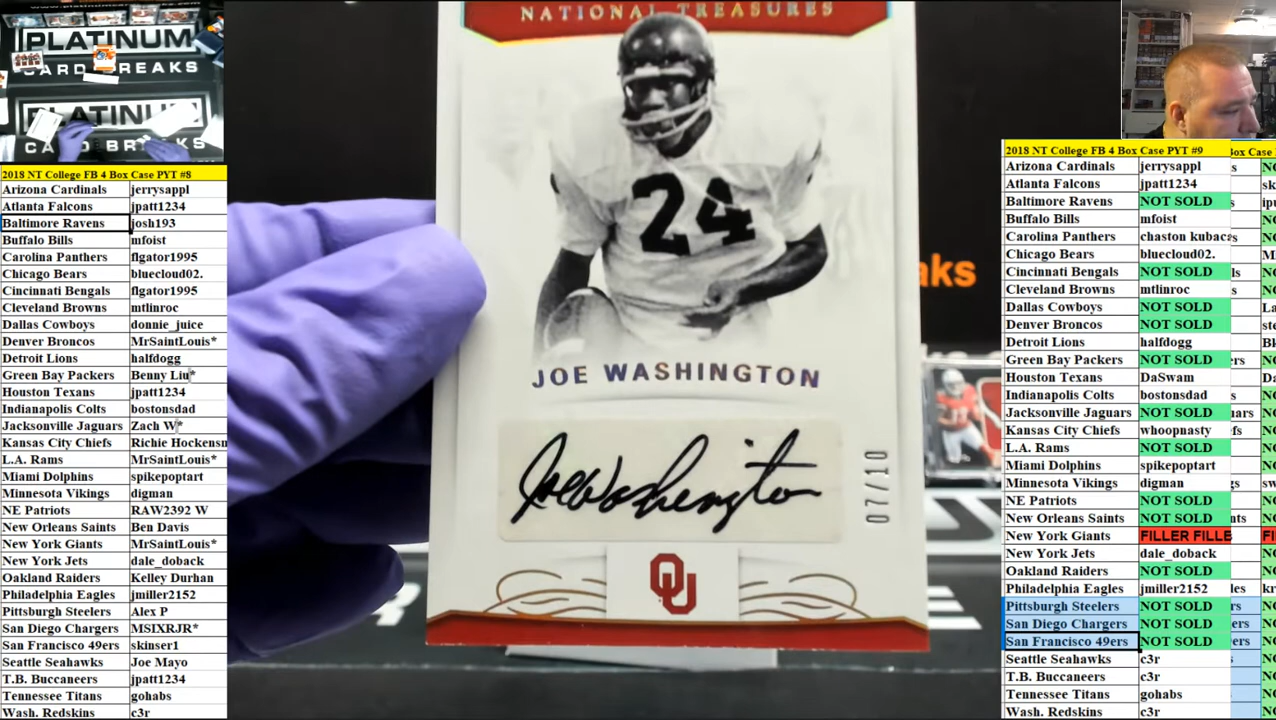 PLATINUM
CARD BREAKS
PLATINUM
2018 NT College FB 4 Box Case PYT #8
Arizona Cardinals jerrysappl
Atlanta Falcons jpatt1234
Baltimore Ravens josh193
Buffalo Bills mfoist
Carolina Panthers flgator1995
Chicago Bears bluecloud02.
Cincinnati Bengals flgator1995
Cleveland Browns mtlinroc
Dallas Cowboys donnie_juice
Denver Broncos MrSaintLouis*
Detroit Lions halfdogg
Green Bay Packers Benny Liu*
Houston Texans jpatt1234
Indianapolis Colts bostonsdad
Jacksonville Jaguars Zach W*
Kansas City Chiefs Richie Hockensn
L.A. Rams MrSaintLouis*
Miami Dolphins spikepoptart
Minnesota Vikings digman
NE Patriots RAW2392 W
New Orleans Saints Ben Davis
New York Giants MrSaintLouis*
New York Jets dale_doback
Oakland Raiders Kelley Durhan
Philadelphia Eagles jmiller2152
Pittsburgh Steelers Alex P
San Diego Chargers MSIXRJR*
San Francisco 49ers skinser1
Seattle Seahawks Joe Mayo
T.B. Buccaneers jpatt1234
Tennessee Titans gohabs
Wash. Redskins c3r
NATIONAL TREASURES
24
JOE WASHINGTON
Joe Washington
07/10
OU
2018 NT College FB 4 Box Case PYT #9
Arizona Cardinals jerrysappl
Atlanta Falcons jpatt1234
Baltimore Ravens NOT SOLD
Buffalo Bills mfoist
Carolina Panthers chaston kubac
Chicago Bears bluecloud02.
Cincinnati Bengals NOT SOLD
Cleveland Browns mtlinroc
Dallas Cowboys NOT SOLD
Denver Broncos NOT SOLD
Detroit Lions halfdogg
Green Bay Packers NOT SOLD
Houston Texans DaSwam
Indianapolis Colts bostonsdad
Jacksonville Jaguars NOT SOLD
Kansas City Chiefs whoopnasty
L.A. Rams NOT SOLD
Miami Dolphins spikepoptart
Minnesota Vikings digman
NE Patriots NOT SOLD
New Orleans Saints NOT SOLD
New York Giants FILLER FILLE
New York Jets dale_doback
Oakland Raiders NOT SOLD
Philadelphia Eagles jmiller2152
Pittsburgh Steelers NOT SOLD
San Diego Chargers NOT SOLD
San Francisco 49ers NOT SOLD
Seattle Seahawks c3r
T.B. Buccaneers c3r
Tennessee Titans gohabs
Wash. Redskins c3r